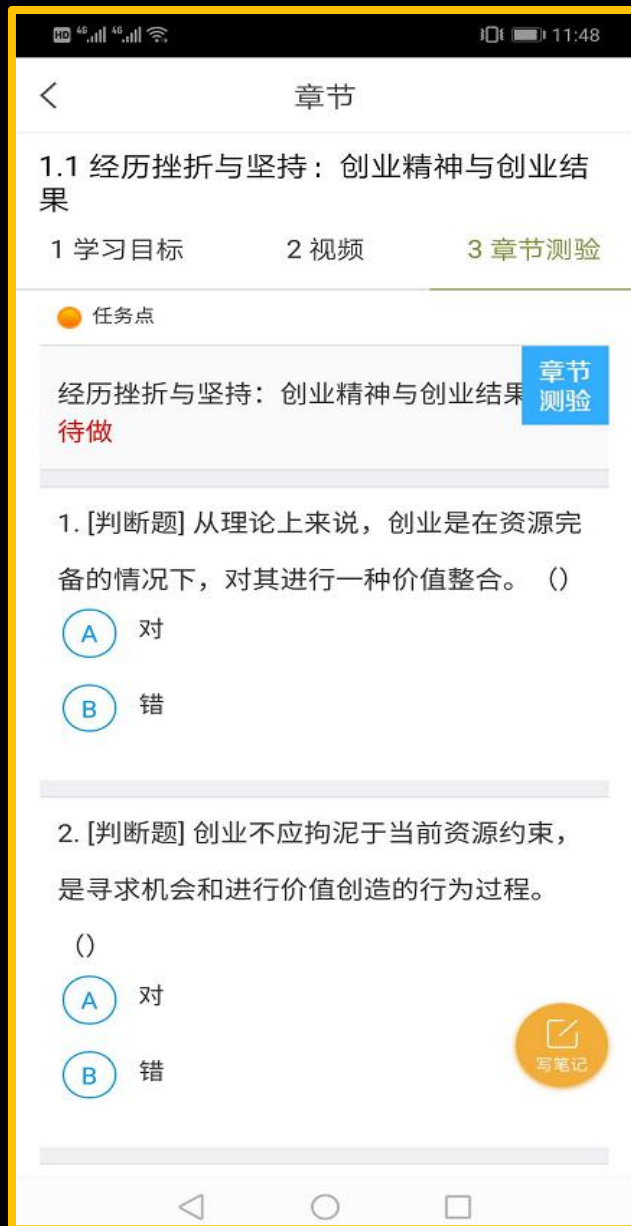 HD 4G 4G 11:48
章节
1.1 经历挫折与坚持：创业精神与创业结
果
1 学习目标 2 视频 3 章节测验
任务点
经历挫折与坚持：创业精神与创业结果
章节
测验
待做
1. [判断题] 从理论上来说，创业是在资源完
备的情况下，对其进行一种价值整合。（）
A 对
B 错
2. [判断题] 创业不应拘泥于当前资源约束，
是寻求机会和进行价值创造的行为过程。
（）
A 对
B 错
写笔记